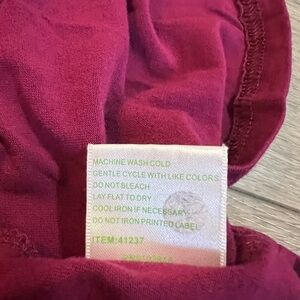 MACHINE WASH COLD
GENTLE CYCLE WITH LIKE COLORS
DO NOT BLEACH
LAY FLAT TO DRY
COOL IRON IF NECESSARY
DO NOT IRON PRINTED LABEL
ITEM:41237